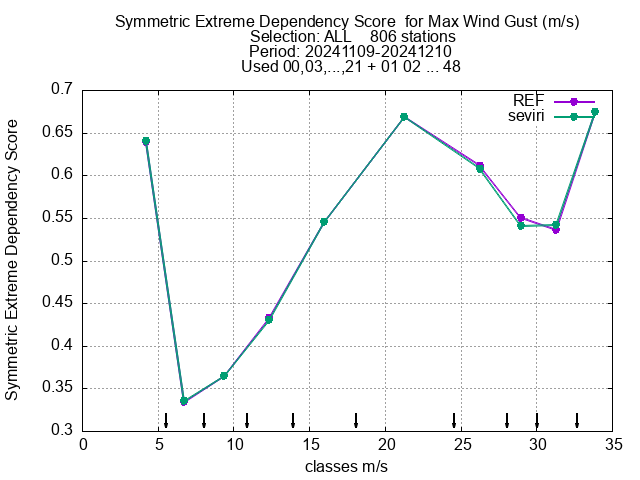 Symmetric Extreme Dependency Score  for Max Wind Gust (m/s)
Selection: ALL    806 stations
Period: 20241109-20241210
Used 00,03,...,21 + 01 02 ... 48
REF
seviri
Symmetric Extreme Dependency Score
0.7
0.65
0.6
0.55
0.5
0.45
0.4
0.35
0.3
0 5 10 15 20 25 30 35
classes m/s